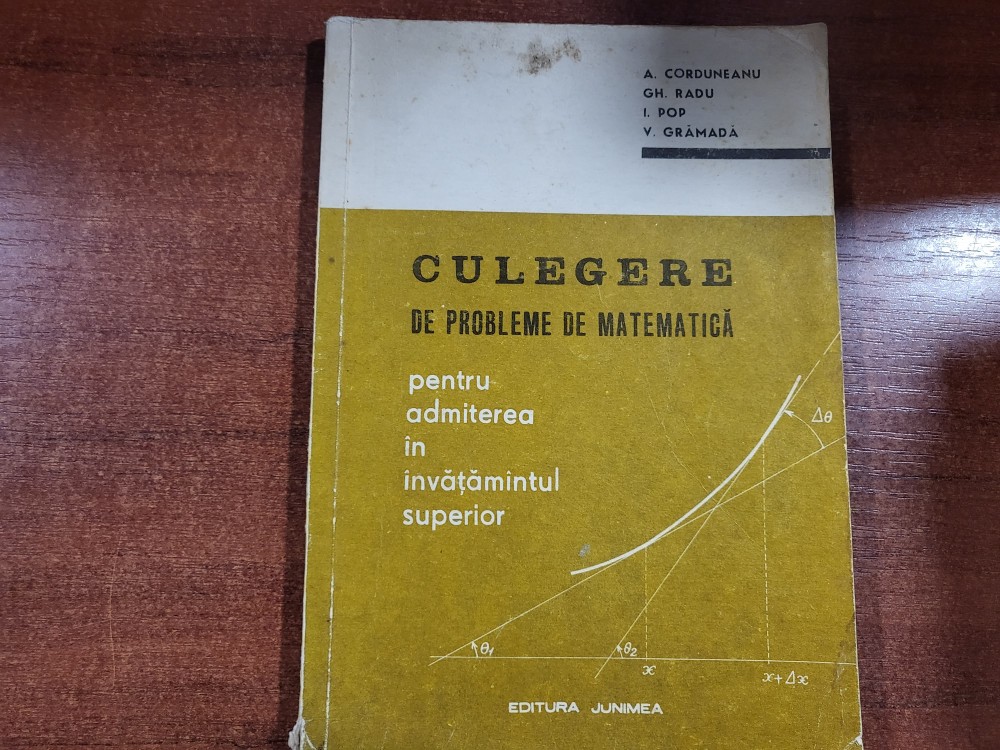 A. CORDUNEANU
GH. RADU
I. POP
V. GRĂMADĂ
CULEGERE
DE PROBLEME DE MATEMATICĂ
pentru
admiterea
în
învățămîntul
superior
Δθ
θ1
θ2
x
x + Δx
EDITURA JUNIMEA